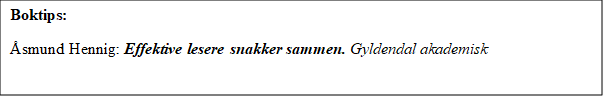 Boktips:
Åsmund Hennig: Effektive lesere snakker sammen. Gyldendal akademisk